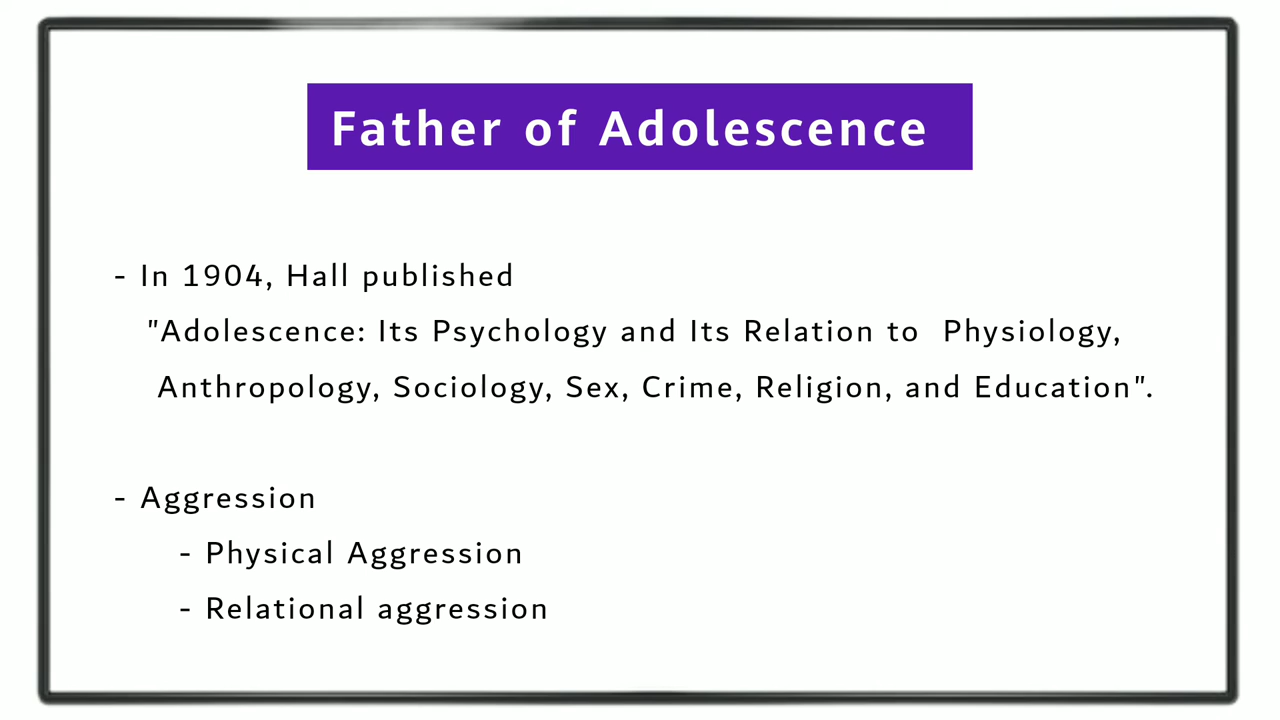 Father of Adolescence
- In 1904, Hall published
"Adolescence: Its Psychology and Its Relation to Physiology,
Anthropology, Sociology, Sex, Crime, Religion, and Education".
- Aggression
- Physical Aggression
- Relational aggression